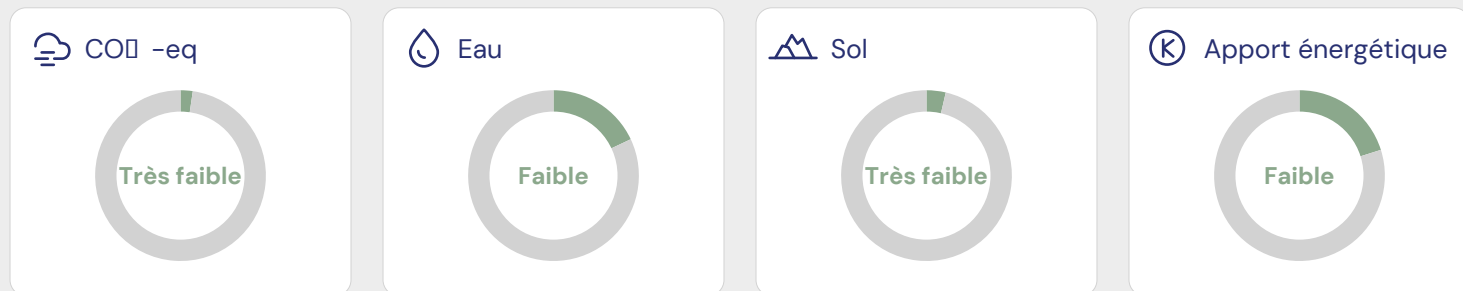 CO▯ -eq
Très faible
Eau
Faible
Sol
Très faible
Apport énergétique
Faible